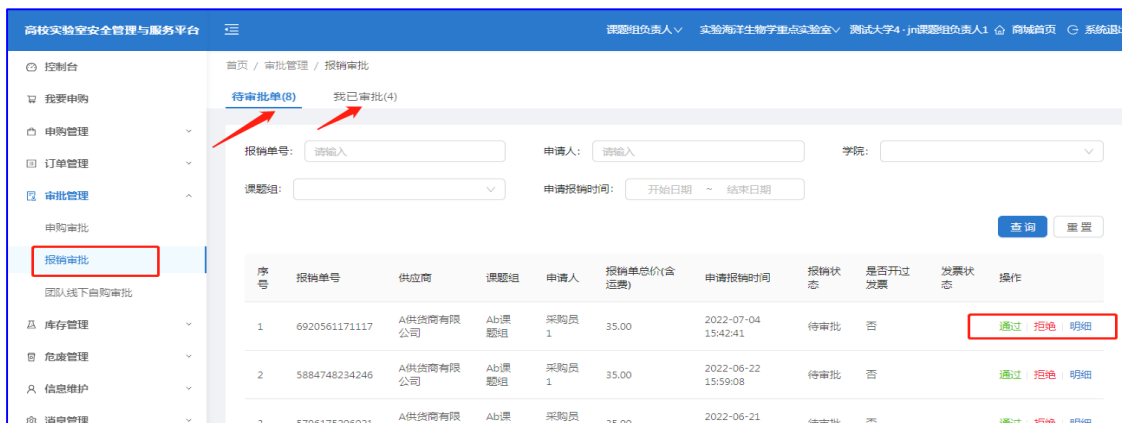 高校实验室安全管理与服务平台
课题组负责人 实验海洋生物学重点实验室 测试大学4 - jn课题组负责人1 商城首页 系统退出
控制台
我要申购
申购管理
订单管理
审批管理
申购审批
报销审批
团队线下自购审批
库存管理
危废管理
信息维护
消息管理
首页 / 审批管理 / 报销审批
待审批单(8) 我已审批(4)
报销单号: 请输入 申请人: 请输入 学院:
课题组: 申请报销时间: 开始日期 ~ 结束日期
查询 重置
序号 报销单号 供应商 课题组 申请人 报销单总价(含运费) 申请报销时间 报销状态 是否开过发票 发票状态 操作
1 6920561171117 A供货商有限公司 Ab课题组 采购员1 35.00 2022-07-04 15:42:41 待审批 否 通过 拒绝 明细
2 5884748234246 A供货商有限公司 Ab课题组 采购员1 35.00 2022-06-22 15:59:08 待审批 否 通过 拒绝 明细
A供货商有限 Ab课 采购员 2022-06-21